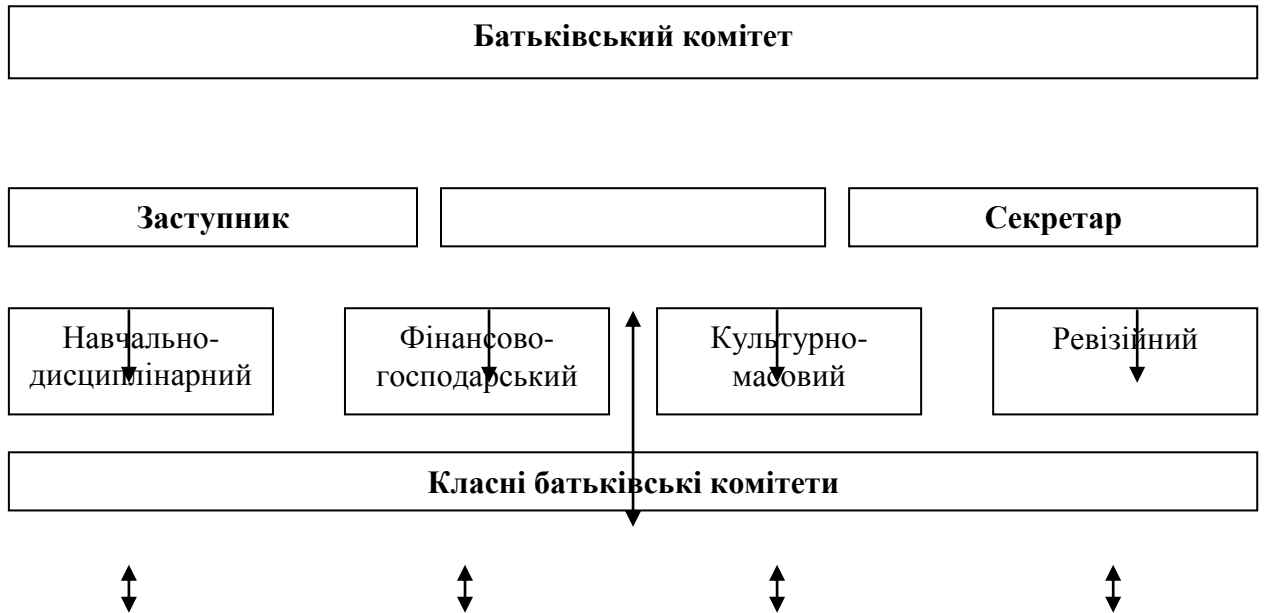 Батьківський комітет
Заступник
Секретар
Навчально-
дисциплінарний
Фінансово-
господарський
Культурно-
масовий
Ревізійний
Класні батьківські комітети